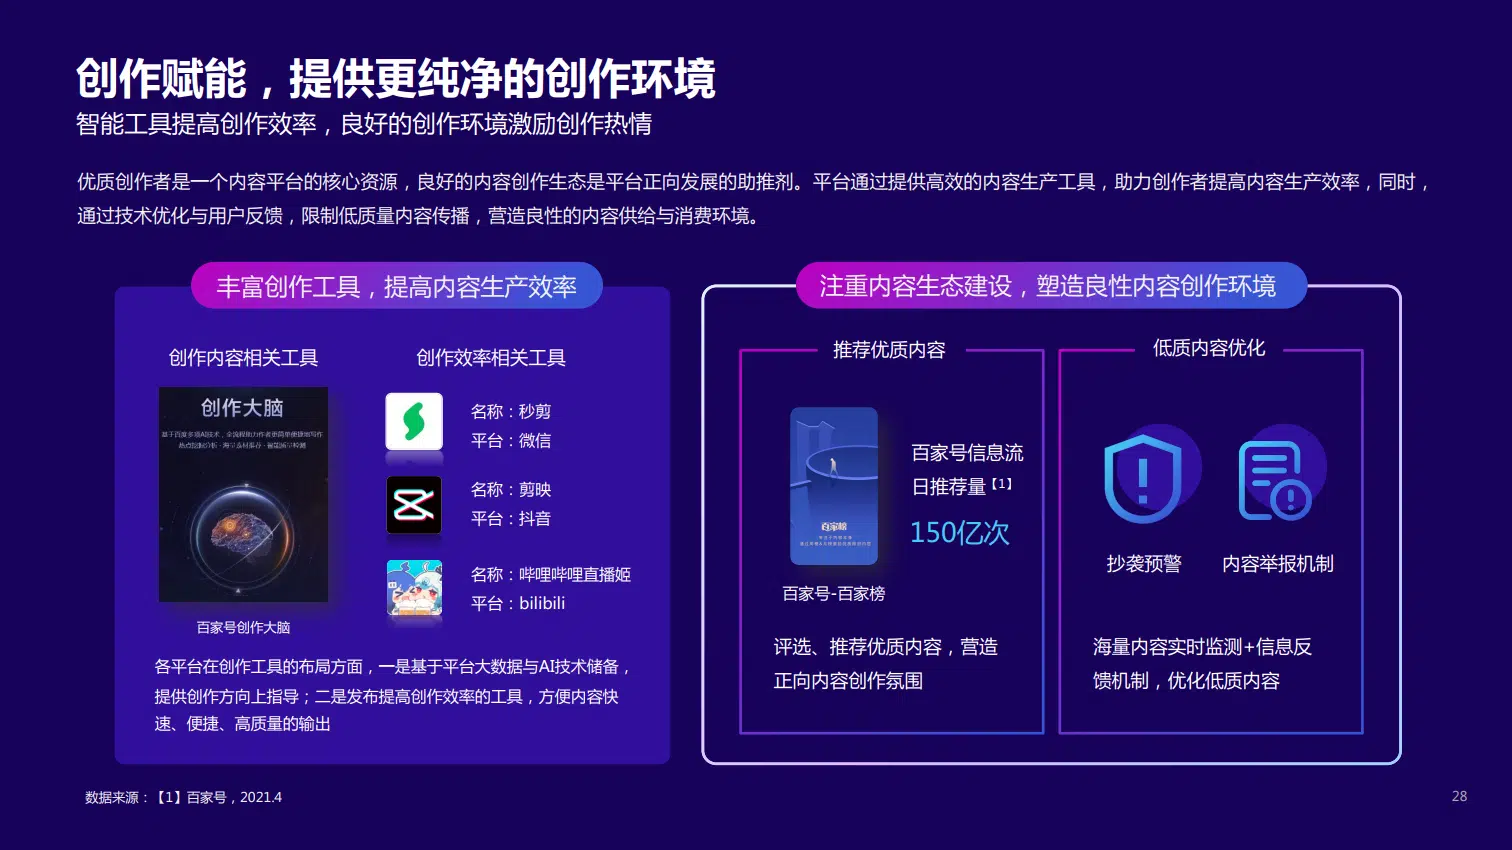 创作赋能，提供更纯净的创作环境
智能工具提高创作效率，良好的创作环境激励创作热情
优质创作者是一个内容平台的核心资源，良好的内容创作生态是平台正向发展的助推剂。平台通过提供高效的内容生产工具，助力创作者提高内容生产效率，同时，
通过技术优化与用户反馈，限制低质量内容传播，营造良性的内容供给与消费环境。
丰富创作工具，提高内容生产效率
创作内容相关工具
创作大脑
百家号创作大脑
创作效率相关工具
名称：秒剪
平台：微信
名称：剪映
平台：抖音
名称：哔哩哔哩直播姬
平台：bilibili
各平台在创作工具的布局方面，一是基于平台大数据与AI技术储备，
提供创作方向上指导；二是发布提高创作效率的工具，方便内容快
速、便捷、高质量的输出
注重内容生态建设，塑造良性内容创作环境
推荐优质内容
百家榜
百家号-百家榜
百家号信息流
日推荐量【1】
150亿次
评选、推荐优质内容，营造
正向内容创作氛围
低质内容优化
抄袭预警
内容举报机制
海量内容实时监测+信息反
馈机制，优化低质内容
数据来源：【1】百家号，2021.4
28